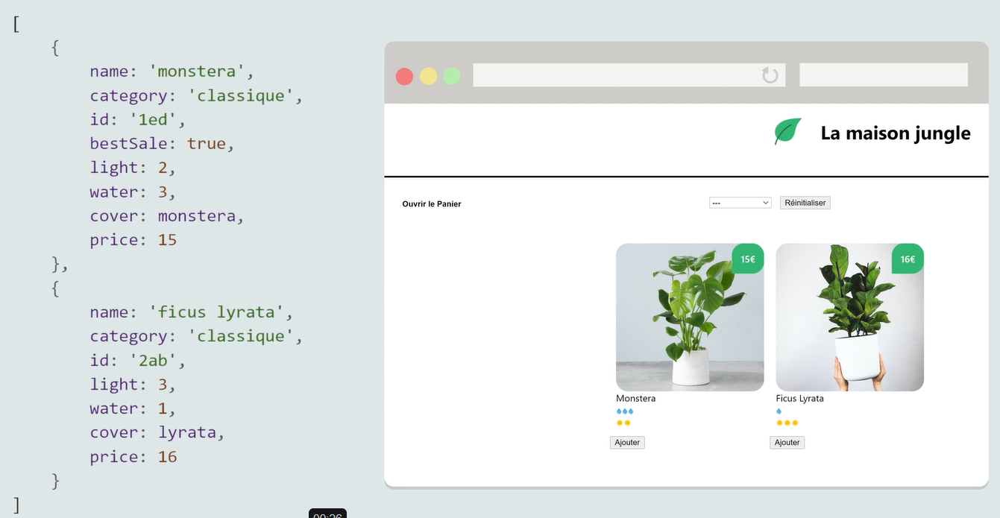 [
{
name: 'monstera',
category: 'classique',
id: '1ed',
bestSale: true,
light: 2,
water: 3,
cover: monstera,
price: 15
},
{
name: 'ficus lyrata',
category: 'classique',
id: '2ab',
light: 3,
water: 1,
cover: lyrata,
price: 16
}
]
La maison jungle
Ouvrir le Panier
---
Réinitialiser
15€
16€
Monstera
Ficus Lyrata
Ajouter
Ajouter
00:26